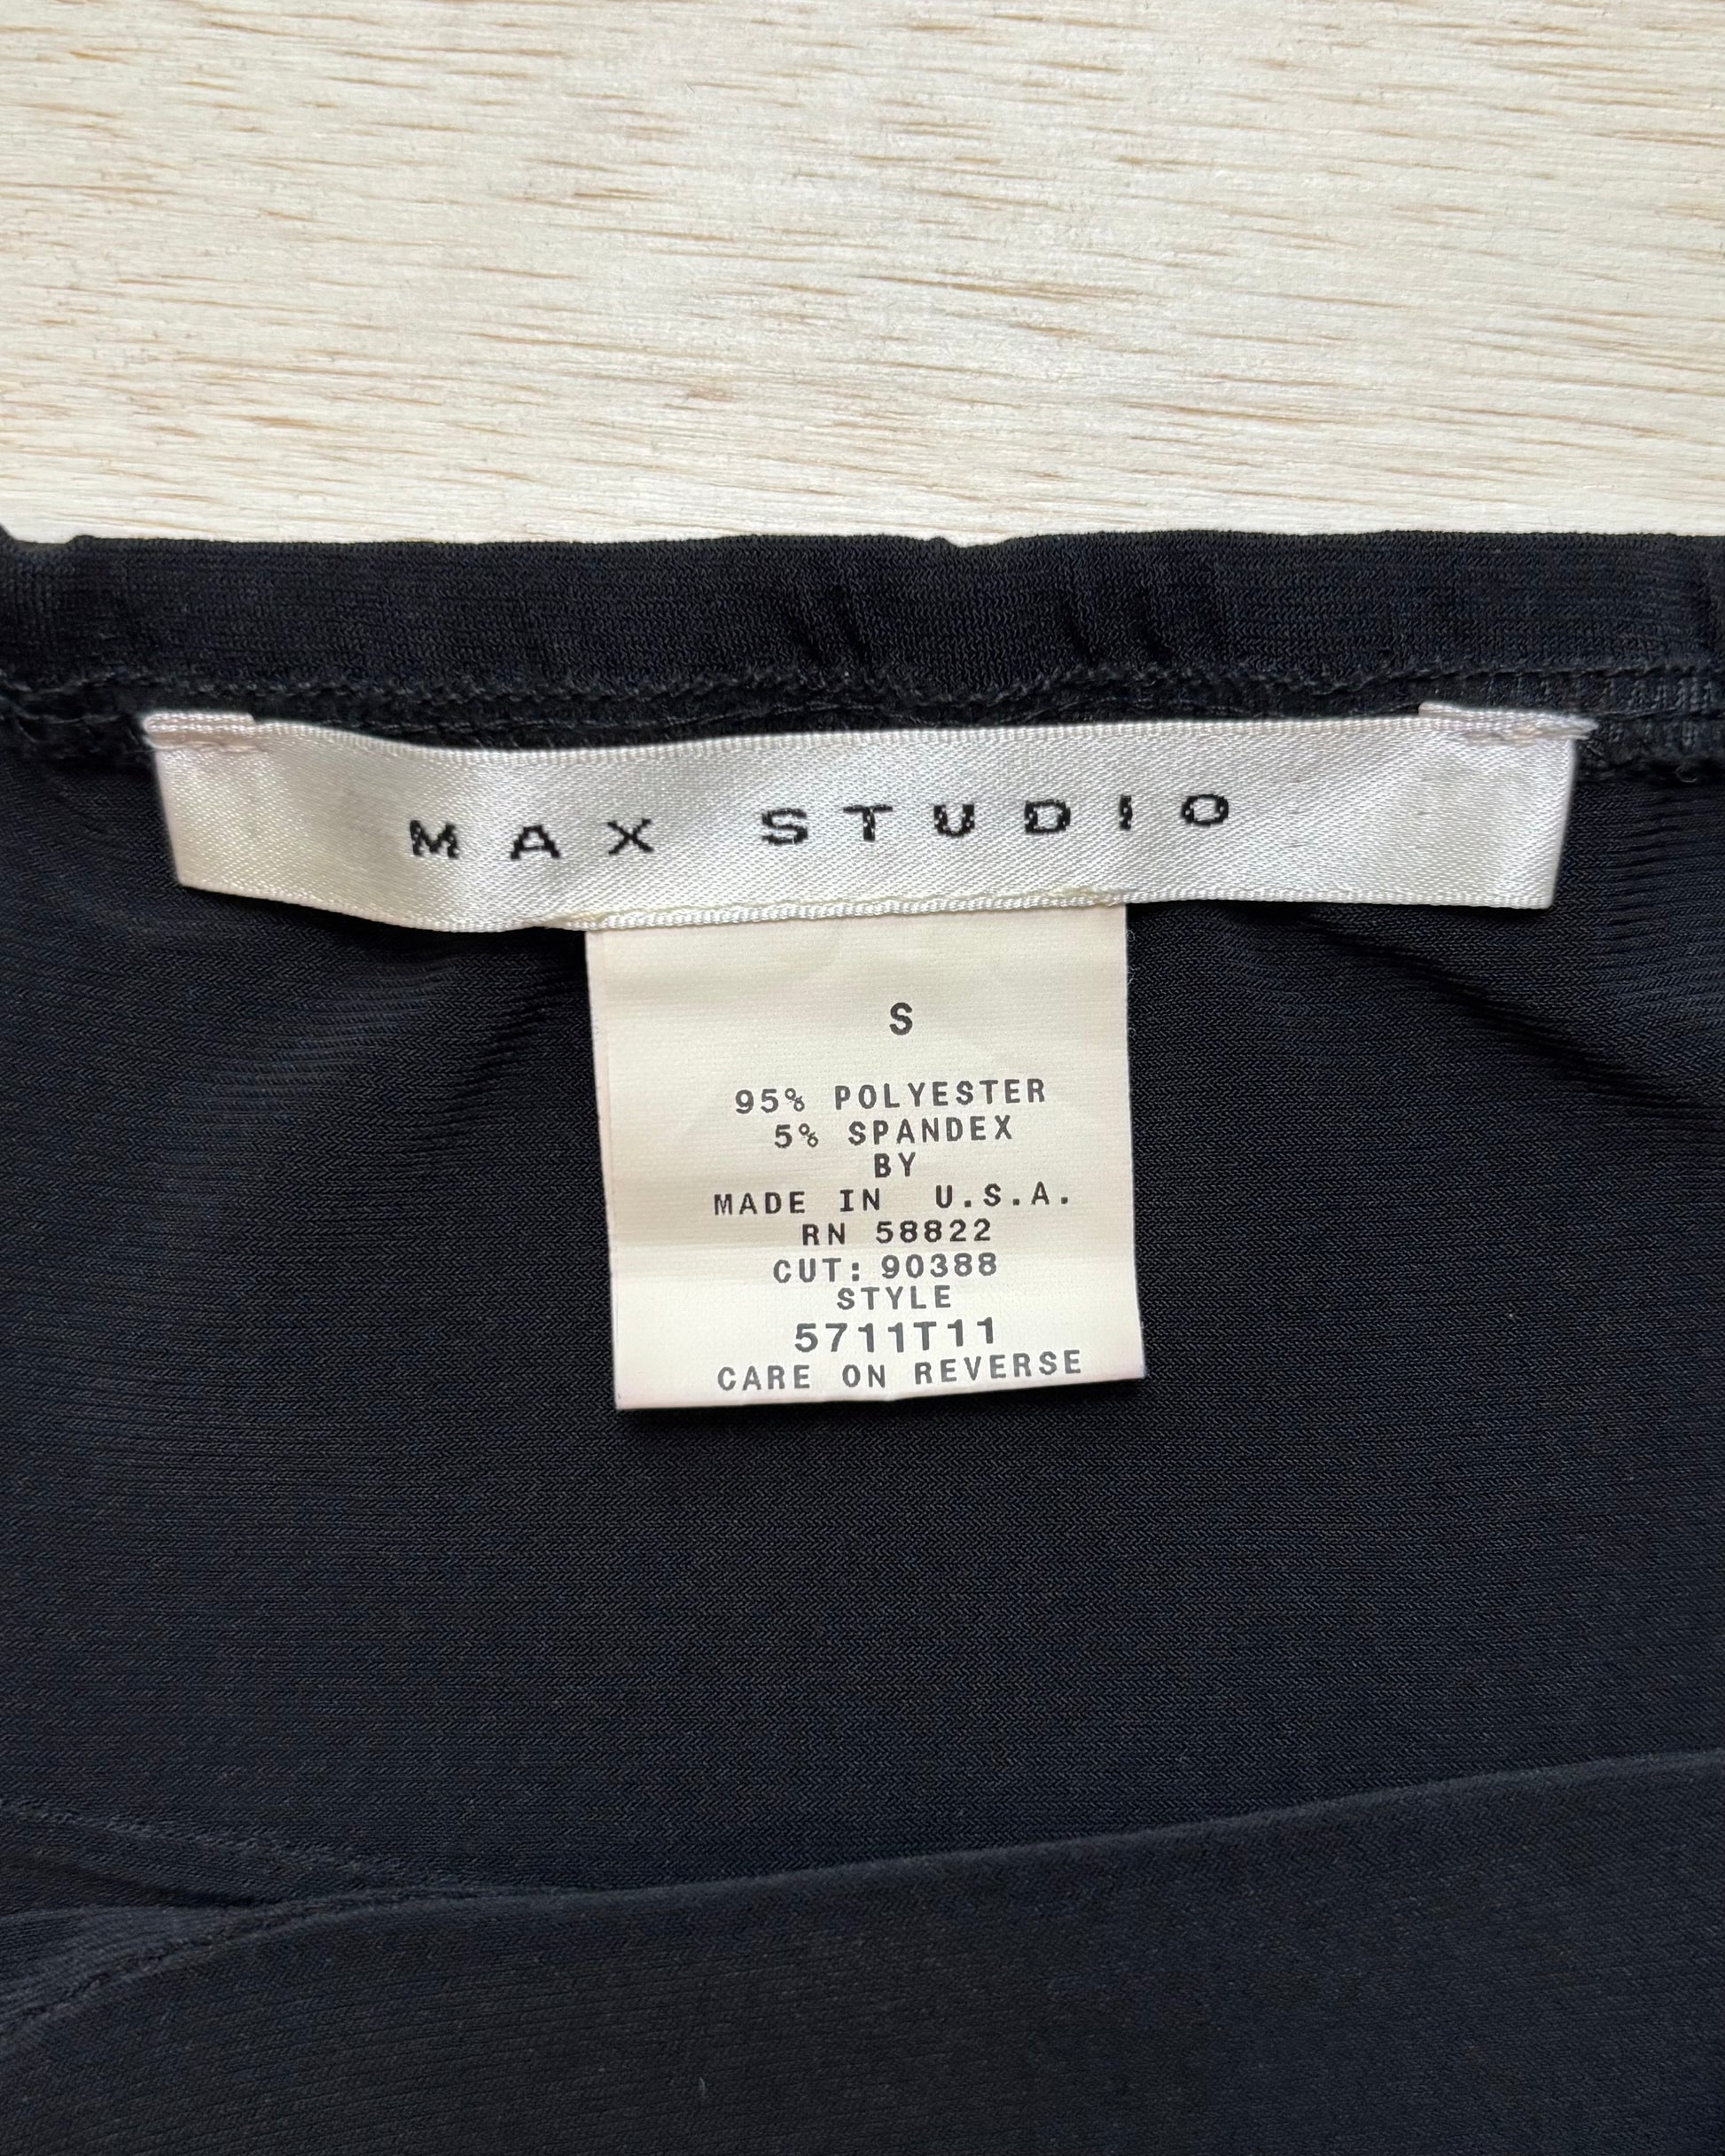 MAX STUDIO
S
95% POLYESTER
5% SPANDEX
BY
MADE IN U.S.A.
RN 58822
CUT: 90388
STYLE
5711T11
CARE ON REVERSE